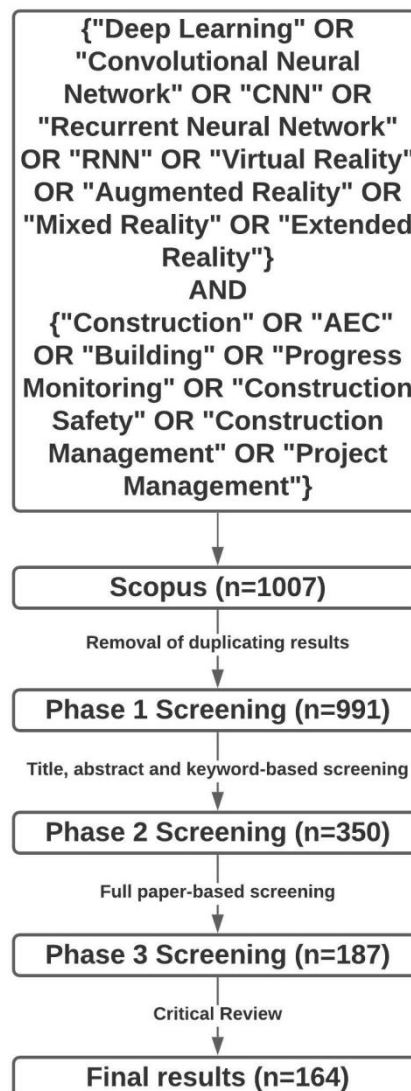 {"Deep Learning" OR
"Convolutional Neural
Network" OR "CNN" OR
"Recurrent Neural Network"
OR "RNN" OR "Virtual Reality"
OR "Augmented Reality" OR
"Mixed Reality" OR "Extended
Reality"}
AND
{"Construction" OR "AEC"
OR "Building" OR "Progress
Monitoring" OR "Construction
Safety" OR "Construction
Management" OR "Project
Management"}
Scopus (n=1007)
Removal of duplicating results
Phase 1 Screening (n=991)
Title, abstract and keyword-based screening
Phase 2 Screening (n=350)
Full paper-based screening
Phase 3 Screening (n=187)
Critical Review
Final results (n=164)